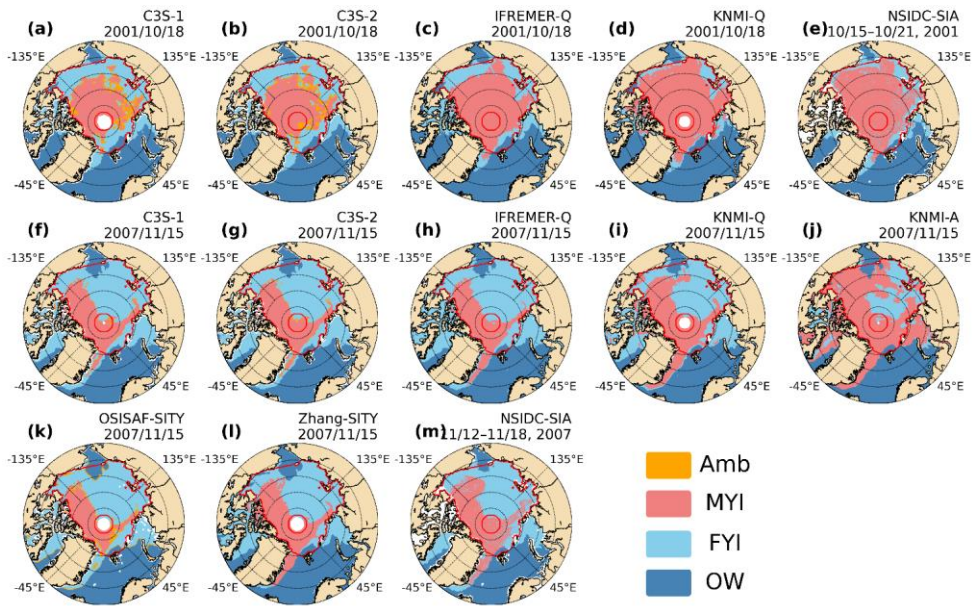 C3S-1
(a) 2001/10/18
-135°E 135°E
-45°E 45°E
C3S-2
(b) 2001/10/18
-135°E 135°E
-45°E 45°E
IFREMER-Q
(c) 2001/10/18
-135°E 135°E
-45°E 45°E
KNMI-Q
(d) 2001/10/18
-135°E 135°E
-45°E 45°E
NSIDC-SIA
(e) 10/15–10/21, 2001
-135°E 135°E
-45°E 45°E
C3S-1
(f) 2007/11/15
-135°E 135°E
-45°E 45°E
C3S-2
(g) 2007/11/15
-135°E 135°E
-45°E 45°E
IFREMER-Q
(h) 2007/11/15
-135°E 135°E
-45°E 45°E
KNMI-Q
(i) 2007/11/15
-135°E 135°E
-45°E 45°E
KNMI-A
(j) 2007/11/15
-135°E 135°E
-45°E 45°E
OSISAF-SITY
(k) 2007/11/15
-135°E 135°E
-45°E 45°E
Zhang-SITY
(l) 2007/11/15
-135°E 135°E
-45°E 45°E
NSIDC-SIA
(m) 11/12–11/18, 2007
-135°E 135°E
-45°E 45°E
Amb
MYI
FYI
OW